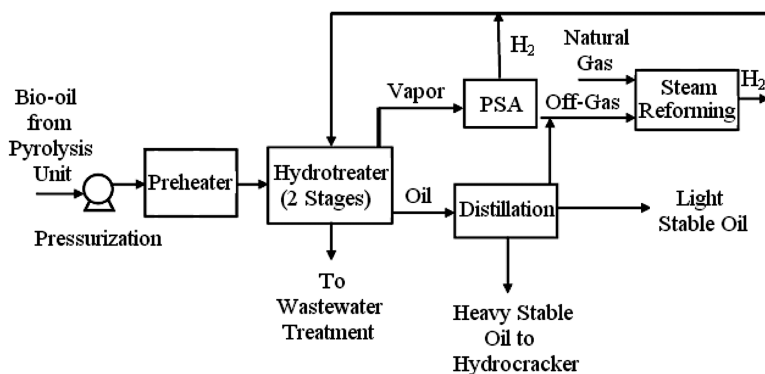 H2
Natural
Gas
H2
Vapor
PSA
Off-Gas
Steam
Reforming
Bio-oil
from
Pyrolysis
Unit
Preheater
Hydrotreater
(2 Stages)
Oil
Distillation
Light
Stable Oil
Pressurization
To
Wastewater
Treatment
Heavy Stable
Oil to
Hydrocracker